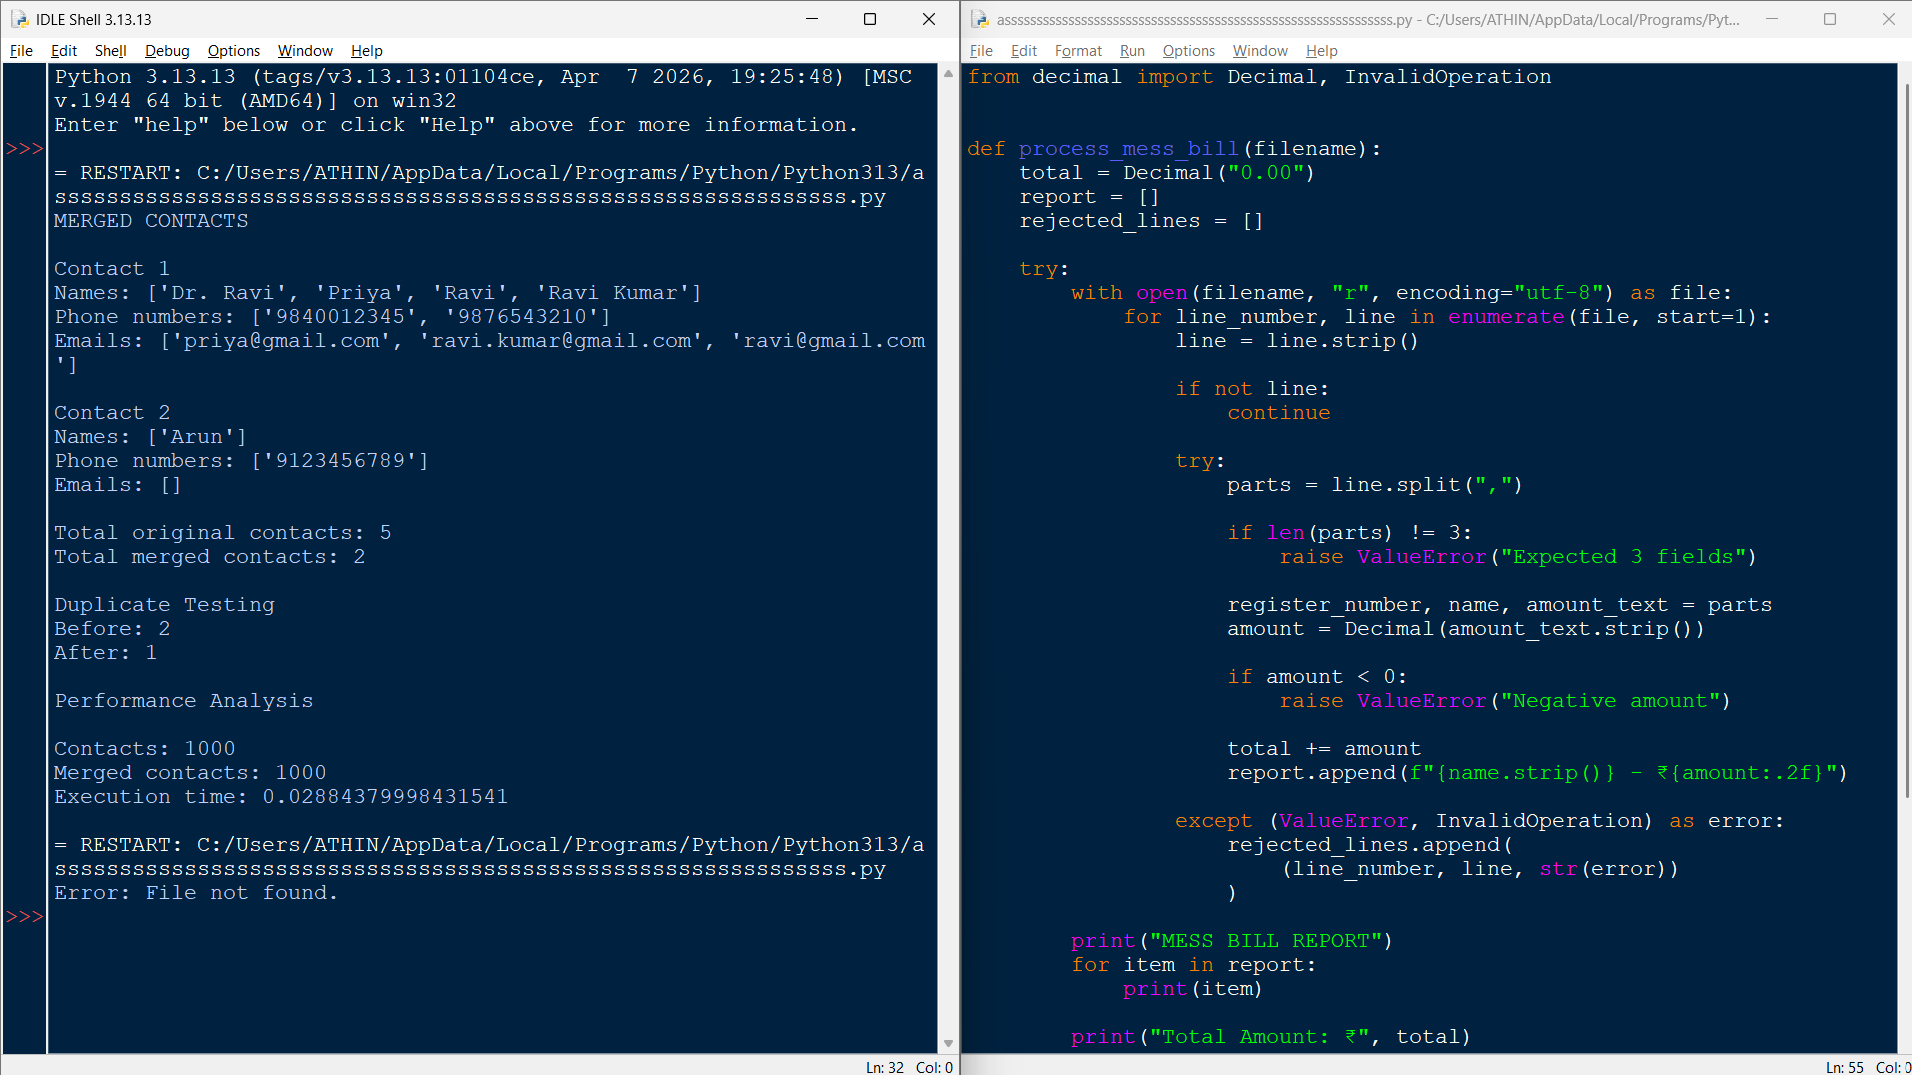 IDLE Shell 3.13.13
File Edit Shell Debug Options Window Help
Python 3.13.13 (tags/v3.13.13:01104ce, Apr  7 2026, 19:25:48) [MSC
v.1944 64 bit (AMD64)] on win32
Enter "help" below or click "Help" above for more information.
>>>
= RESTART: C:/Users/ATHIN/AppData/Local/Programs/Python/Python313/a
sssssssssssssssssssssssssssssssssssssssssssssssssssssssssssss.py
MERGED CONTACTS
Contact 1
Names: ['Dr. Ravi', 'Priya', 'Ravi', 'Ravi Kumar']
Phone numbers: ['9840012345', '9876543210']
Emails: ['priya@gmail.com', 'ravi.kumar@gmail.com', 'ravi@gmail.com
']
Contact 2
Names: ['Arun']
Phone numbers: ['9123456789']
Emails: []
Total original contacts: 5
Total merged contacts: 2
Duplicate Testing
Before: 2
After: 1
Performance Analysis
Contacts: 1000
Merged contacts: 1000
Execution time: 0.02884379998431541
= RESTART: C:/Users/ATHIN/AppData/Local/Programs/Python/Python313/a
sssssssssssssssssssssssssssssssssssssssssssssssssssssssssssss.py
Error: File not found.
>>>
Ln: 32 Col: 0
asssssssssssssssssssssssssssssssssssssssssssssssssssssssssssss.py - C:/Users/ATHIN/AppData/Local/Programs/Pyt...
File Edit Format Run Options Window Help
from decimal import Decimal, InvalidOperation
def process_mess_bill(filename):
    total = Decimal("0.00")
    report = []
    rejected_lines = []
    try:
        with open(filename, "r", encoding="utf-8") as file:
            for line_number, line in enumerate(file, start=1):
                line = line.strip()
                if not line:
                    continue
                try:
                    parts = line.split(",")
                    if len(parts) != 3:
                        raise ValueError("Expected 3 fields")
                    register_number, name, amount_text = parts
                    amount = Decimal(amount_text.strip())
                    if amount < 0:
                        raise ValueError("Negative amount")
                    total += amount
                    report.append(f"{name.strip()} - ₹{amount:.2f}")
                except (ValueError, InvalidOperation) as error:
                    rejected_lines.append(
                        (line_number, line, str(error))
                    )
        print("MESS BILL REPORT")
        for item in report:
            print(item)
        print("Total Amount: ₹", total)
Ln: 55 Col: 0